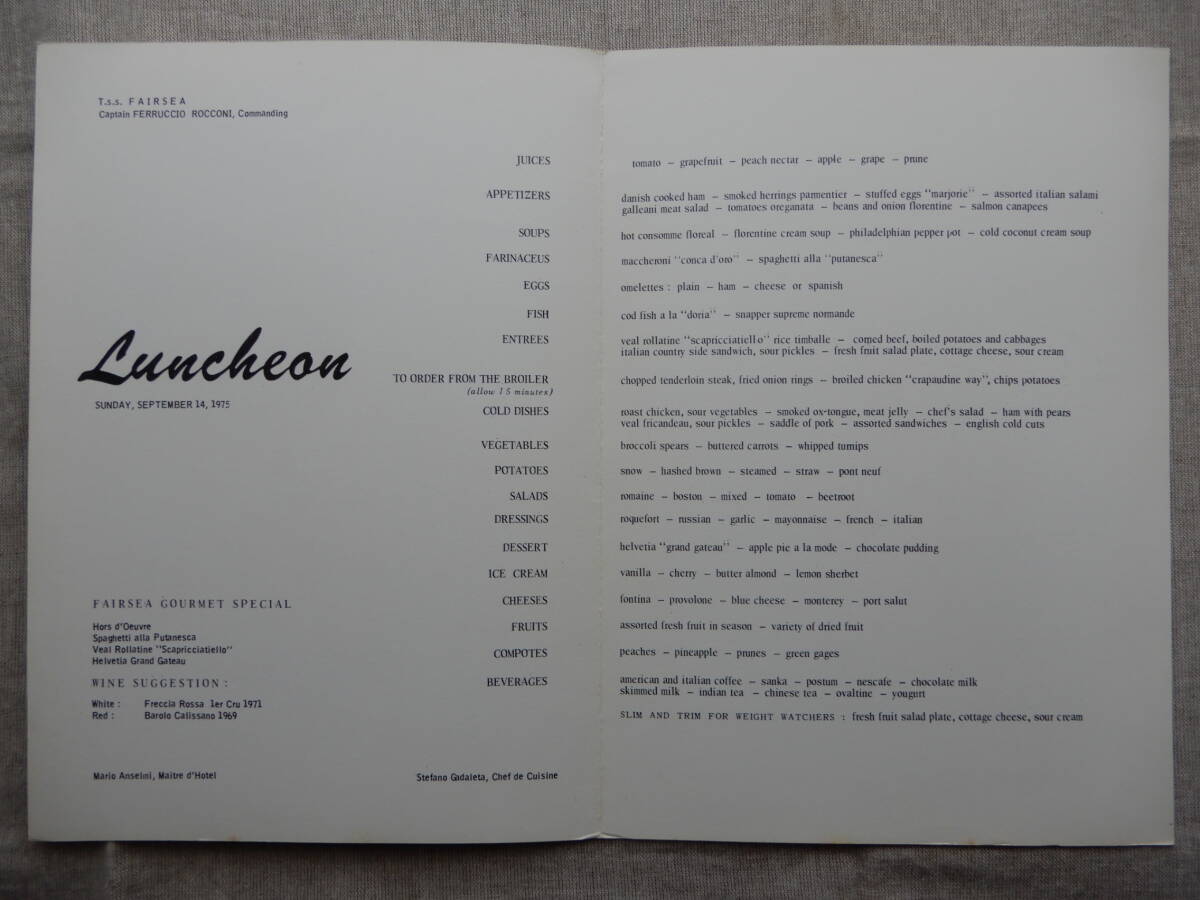 T.s.s. FAIRSEA
Captain FERRUCCIO ROCCONI, Commanding
Luncheon
SUNDAY, SEPTEMBER 14, 1975
FAIRSEA GOURMET SPECIAL
Hors d'Oeuvre
Spaghetti alla Putanesca
Veal Rollatine "Scapricciatiello"
Helvetia Grand Gateau
WINE SUGGESTION :
White : Freccia Rossa 1er Cru 1971
Red : Barolo Calissano 1969
Mario Anselmi, Maitre d'Hotel
Stefano Gadaleta, Chef de Cuisine
JUICES tomato – grapefruit – peach nectar – apple – grape – prune
APPETIZERS danish cooked ham – smoked herrings parmentier – stuffed eggs "marjorie" – assorted italian salami
galleani meat salad – tomatoes oreganata – beans and onion florentine – salmon canapees
SOUPS hot consomme floreal – florentine cream soup – philadelphian pepper pot – cold coconut cream soup
FARINACEUS maccheroni "conca d'oro" – spaghetti alla "putanesca"
EGGS omelettes : plain – ham – cheese or spanish
FISH cod fish a la "doria" – snapper supreme normande
ENTREES veal rollatine "scapricciatiello" rice timballe – corned beef, boiled potatoes and cabbages
italian country side sandwich, sour pickles – fresh fruit salad plate, cottage cheese, sour cream
TO ORDER FROM THE BROILER chopped tenderloin steak, fried onion rings – broiled chicken "crapaudine way", chips potatoes
(allow 15 minutes)
COLD DISHES roast chicken, sour vegetables – smoked ox-tongue, meat jelly – chef's salad – ham with pears
veal fricandeau, sour pickles – saddle of pork – assorted sandwiches – english cold cuts
VEGETABLES broccoli spears – buttered carrots – whipped turnips
POTATOES snow – hashed brown – steamed – straw – pont neuf
SALADS romaine – boston – mixed – tomato – beetroot
DRESSINGS roquefort – russian – garlic – mayonnaise – french – italian
DESSERT helvetia "grand gateau" – apple pie a la mode – chocolate pudding
ICE CREAM vanilla – cherry – butter almond – lemon sherbet
CHEESES fontina – provolone – blue cheese – monterey – port salut
FRUITS assorted fresh fruit in season – variety of dried fruit
COMPOTES peaches – pineapple – prunes – green gages
BEVERAGES american and italian coffee – sanka – postum – nescafe – chocolate milk
skimmed milk – indian tea – chinese tea – ovaltine – yougurt
SLIM AND TRIM FOR WEIGHT WATCHERS : fresh fruit salad plate, cottage cheese, sour cream